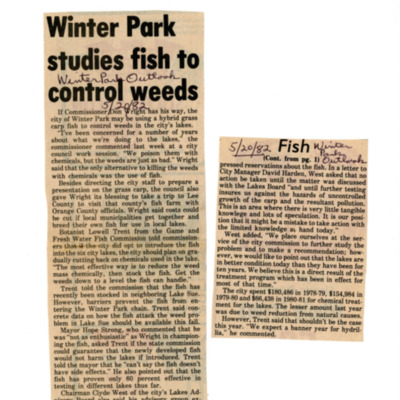 Winter Park
studies fish to
Winter Park Outlook
control weeds
5/20/82
If Commissioner Jon Wright has his way, the
city of Winter Park may be using a hybrid grass
carp fish to control weeds in the city's lakes.
"I've been concerned for a number of years
about what we're doing to the lakes," the
commissioner commented last week at a city
council work session. "We poison them with
chemicals, but the weeds are just as bad." Wright
said that the only alternative to killing the weeds
with chemicals was the use of fish.
Besides directing the city staff to prepare a
presentation on the grass carp, the council also
gave Wright its blessing to take a trip to Lee
County to visit that county's fish farm with
Orange County officials. Wright said costs could
be cut if local municipalities get together and
breed their own fish for use in local lakes.
Botanist Lowell Trent from the Game and
Fresh Water Fish Commission told commission-
ers that if the city did opt to introduce the fish
into the six city lakes, the city should plan on gra-
dually cutting back on chemicals used in the lake.
"The most effective way is to reduce the weed
mass chemically, then stock the fish. Get the
weeds down to a level the fish can handle."
Trent told the commission that the fish has
recently been stocked in neighboring Lake Sue.
However, barriers prevent the fish from en-
tering the Winter Park chain. Trent said con-
crete data on how the fish attack the weed prob-
lem in Lake Sue should be available this fall.
Mayor Hope Strong, who commented that he
was "not as enthusiastic" as Wright in champion-
ing the fish, asked Trent if the state commission
could guarantee that the newly developed fish
would not harm the lakes if introduced. Trent
told the mayor that he "can't say the fish doesn't
have side effects." He also pointed out that the
fish has proven only 60 percent effective in
testing in different lakes thus far.
Chairman Clyde West of the city's Lakes Ad-
visory Board also said his advisory group
5/20/82 Fish Winter
Park
(Cont. from pg. 1) Outlook
pressed reservations about the fish. In a letter to
City Manager David Harden, West asked that no
action be taken until the matter was discussed
with the Lakes Board "and until further testing
insures us against the hazards of uncontrolled
growth of the carp and the resultant pollution.
This is an area where there is very little tangible
knowlege and lots of speculation. It is our posi-
tion that it might be a mistake to take action with
the limited knowledge at hand today."
West added, "We place ourselves at the ser-
vice of the city commission to further study the
problem and to make a recommendation; how-
ever, we would like to point out that the lakes are
in better condition today than they have been for
ten years. We believe this is a direct result of the
treatment program which has been in effect for
most of that time."
The city spent $180,486 in 1978-79, $154,984 in
1979-80 and $66,438 in 1980-81 for chemical treat-
ment for the lakes. The lesser amount last year
was due to weed reduction from natural causes.
However, Trent said that shouldn't be the case
this year. "We expect a banner year for hydril-
la," he commented.